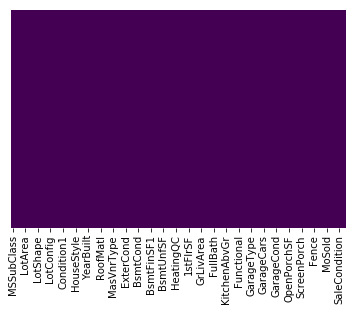 MSSubClass
LotArea
LotShape
LotConfig
Condition1
HouseStyle
YearBuilt
RoofMatl
MasVnrType
ExterCond
BsmtCond
BsmtFinSF1
BsmtUnfSF
HeatingQC
1stFlrSF
GrLivArea
FullBath
KitchenAbvGr
Functional
GarageType
GarageCars
GarageCond
OpenPorchSF
ScreenPorch
Fence
MoSold
SaleCondition